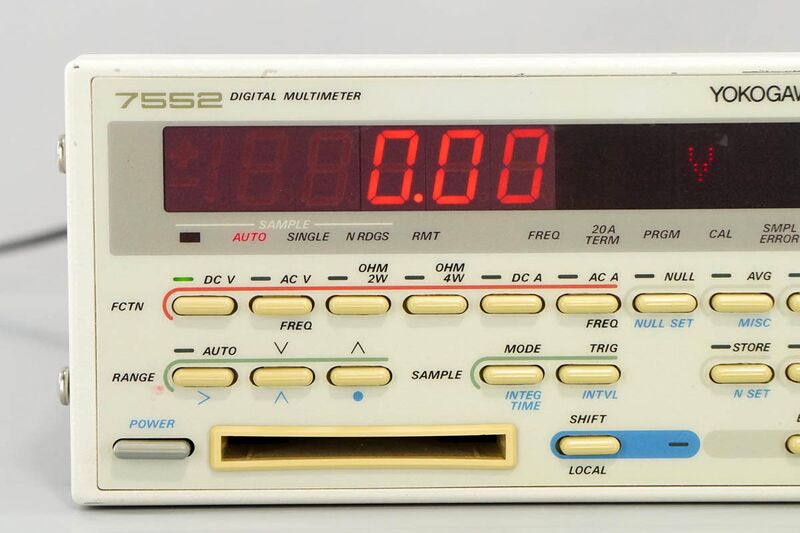 7552 DIGITAL MULTIMETER YOKOGAW
0.00 V
SAMPLE
AUTO SINGLE N RDGS RMT FREQ 20A TERM PRGM CAL SMPL ERROR
DC V AC V OHM 2W OHM 4W DC A AC A NULL AVG
FCTN
FREQ FREQ NULL SET MISC
AUTO ∨ ∧ MODE TRIG STORE
RANGE SAMPLE
> ∧ • INTEG TIME INTVL N SET
POWER SHIFT
LOCAL